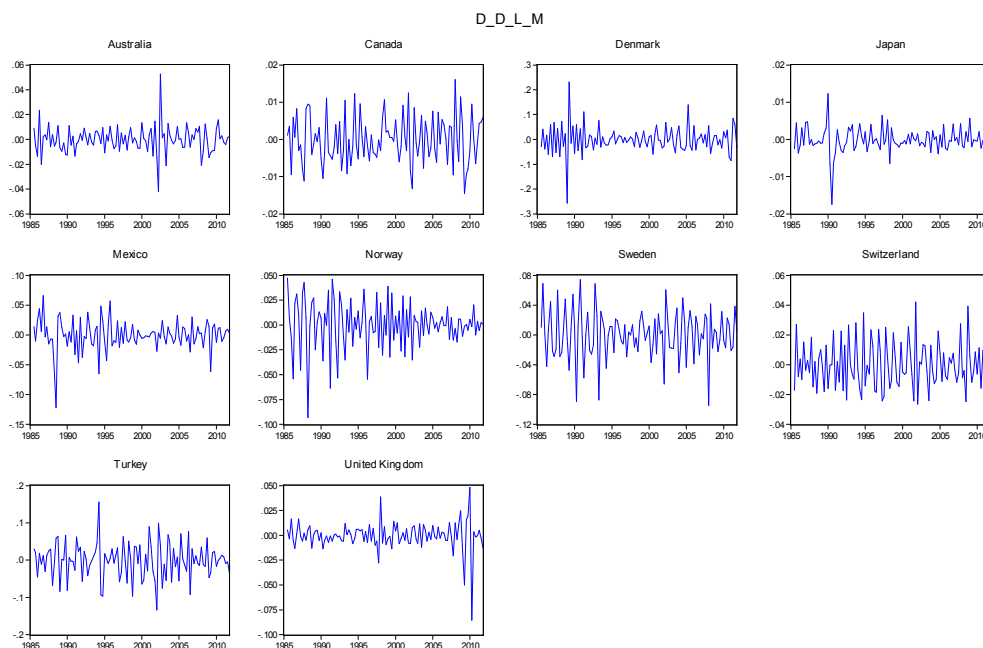 D_D_L_M
Australia
.06
.04
.02
.00
-.02
-.04
-.06
1985 1990 1995 2000 2005 2010
Canada
.02
.01
.00
-.01
-.02
1985 1990 1995 2000 2005 2010
Denmark
.3
.2
.1
.0
-.1
-.2
-.3
1985 1990 1995 2000 2005 2010
Japan
.02
.01
.00
-.01
-.02
1985 1990 1995 2000 2005 2010
Mexico
.10
.05
.00
-.05
-.10
-.15
1985 1990 1995 2000 2005 2010
Norway
.050
.025
.000
-.025
-.050
-.075
-.100
1985 1990 1995 2000 2005 2010
Sweden
.08
.04
.00
-.04
-.08
-.12
1985 1990 1995 2000 2005 2010
Switzerland
.06
.04
.02
.00
-.02
-.04
1985 1990 1995 2000 2005 2010
Turkey
.2
.1
.0
-.1
-.2
1985 1990 1995 2000 2005 2010
United Kingdom
.050
.025
.000
-.025
-.050
-.075
-.100
1985 1990 1995 2000 2005 2010